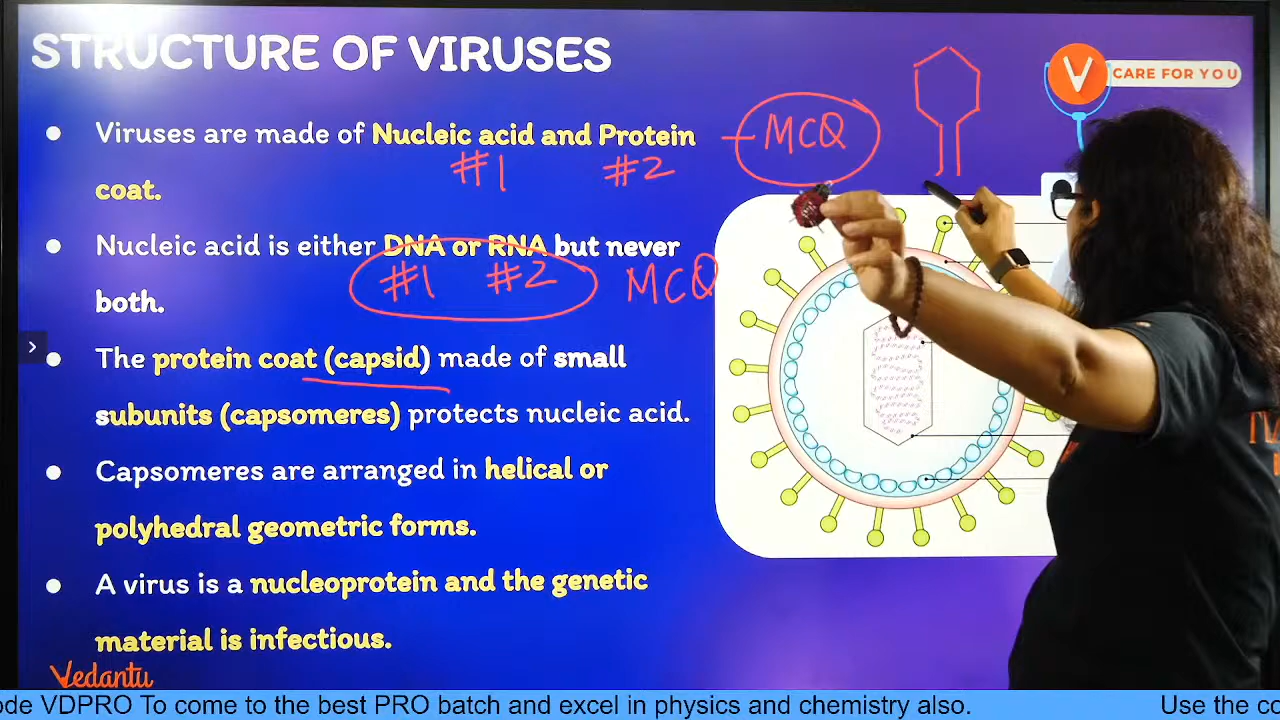 STRUCTURE OF VIRUSES
V CARE FOR YOU
● Viruses are made of Nucleic acid and Protein
coat.
— MCQ
#1 #2
● Nucleic acid is either DNA or RNA but never
both.
#1 #2 MCQ
● The protein coat (capsid) made of small
subunits (capsomeres) protects nucleic acid.
● Capsomeres are arranged in helical or
polyhedral geometric forms.
● A virus is a nucleoprotein and the genetic
material is infectious.
Vedantu
ode VDPRO To come to the best PRO batch and excel in physics and chemistry also. Use the co